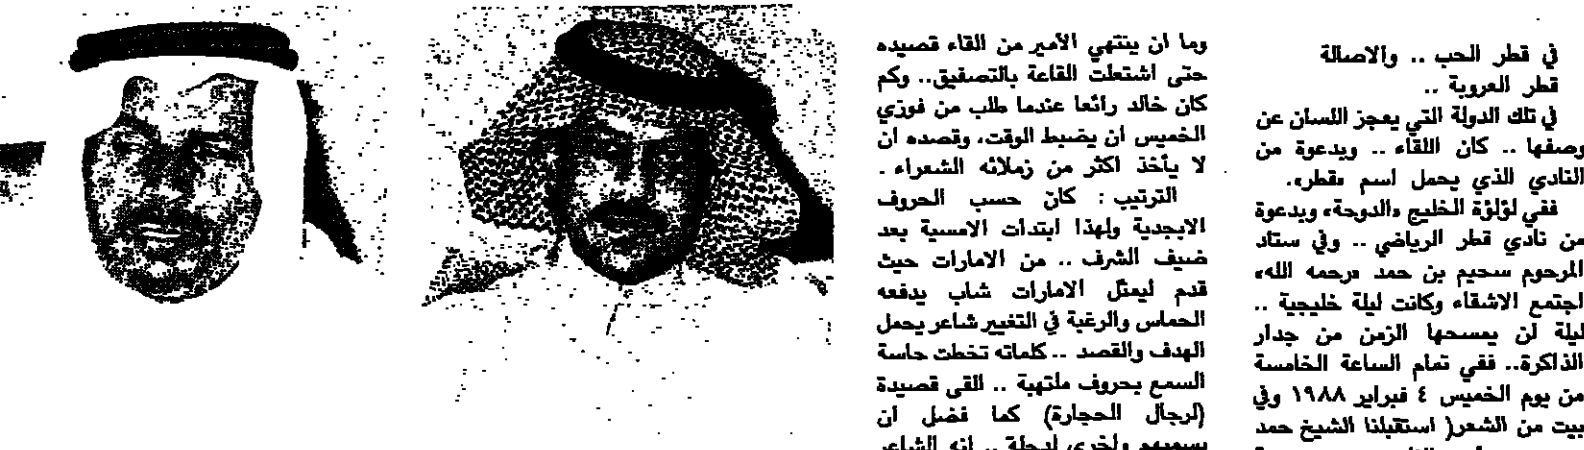 في قطر الحب .. والاصالة
قطر العروبة ..
في تلك الدولة التي يعجز اللسان عن
وصفها .. كان اللقاء .. وبدعوة من
النادي الذي يحمل اسم «قطر».
ففي لؤلؤة الخليج «الدوحة» وبدعوة
من نادي قطر الرياضي .. وفي ستاد
المرحوم سحيم بن حمد «رحمه الله»
اجتمع الاشقاء وكانت ليلة خليجية ..
ليلة لن يمسحها الزمن من جدار
الذاكرة.. ففي تمام الساعة الخامسة
من يوم الخميس ٤ فبراير ١٩٨٨ وفي
بيت من الشعر( استقبلنا الشيخ حمد
وما ان ينتهي الأمير من القاء قصيده
حتى اشتعلت القاعة بالتصفيق.. وكم
كان خالد رائعا عندما طلب من فوزي
الخميس ان يضبط الوقت، وقصده ان
لا يأخذ اكثر من زملائه الشعراء .
الترتيب : كان حسب الحروف
الابجدية ولهذا ابتدأت الامسية بعد
ضيف الشرف .. من الامارات حيث
قدم ليمثل الامارات شاب يدفعه
الحماس والرغبة في التغيير شاعر يحمل
الهدف والقصد .. كلماته تخطت حاسة
السمع بحروف ملتهبة .. القى قصيدة
(لرجال الحجارة) كما فضل ان
يسميهم ولخرى لدجلة .. انه الشاعر